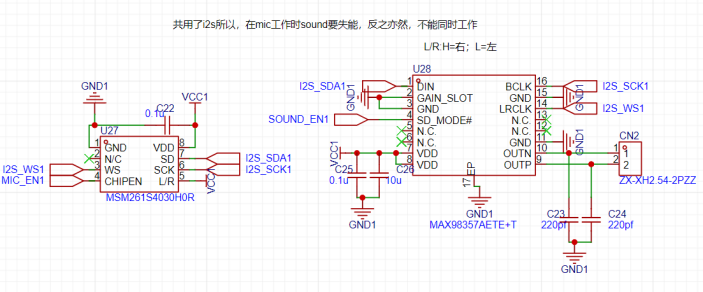 共用了i2s所以，在mic工作时sound要失能，反之亦然，不能同时工作
L/R:H=右；L=左
GND1
C22
0.1u
VCC1
U27
1 GND VDD 8
2 N/C SD 7 I2S_SDA1
I2S_WS1 3 WS SCK 6 I2S_SCK1
MIC_EN1 4 CHIPEN L/R 5 VCC1
MSM261S4030H0R
U28
I2S_SDA1 1 DIN BCLK 16 I2S_SCK1
GND1 2 GAIN_SLOT GND 15 GND1
3 GND LRCLK 14 I2S_WS1
SOUND_EN1 4 SD_MODE# N.C. 13
5 N.C. N.C. 12
6 N.C. GND 11 GND1
VCC1 7 VDD OUTN 10
8 VDD OUTP 9
17 EP
GND1
MAX98357AETE+T
C25
0.1u
C26
10u
GND1
CN2
1 1
2 2
ZX-XH2.54-2PZZ
C23
220pf
C24
220pf
GND1